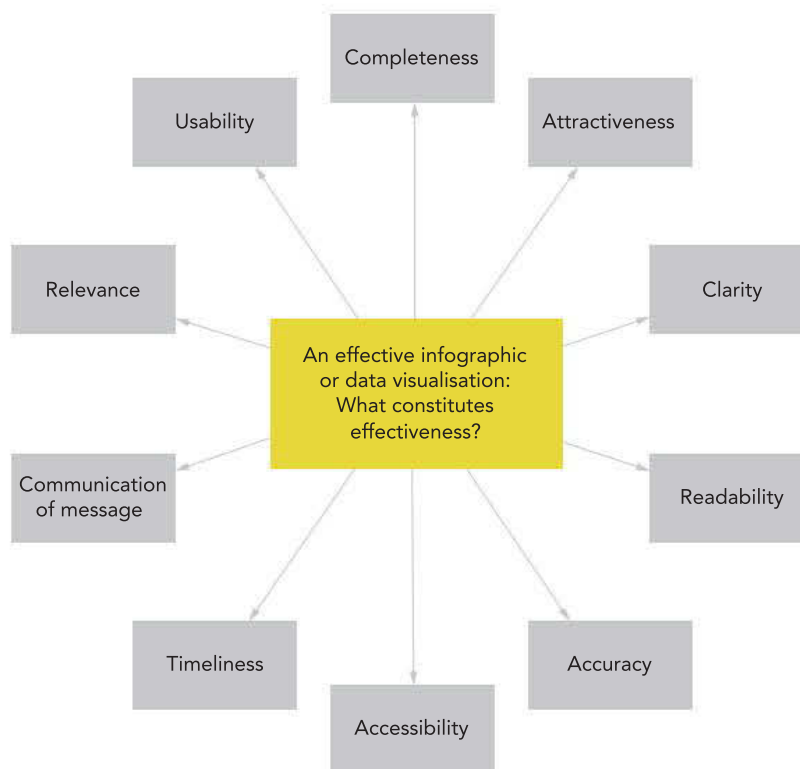 Completeness
Usability
Attractiveness
Relevance
Clarity
An effective infographic
or data visualisation:
What constitutes
effectiveness?
Communication
of message
Readability
Timeliness
Accuracy
Accessibility